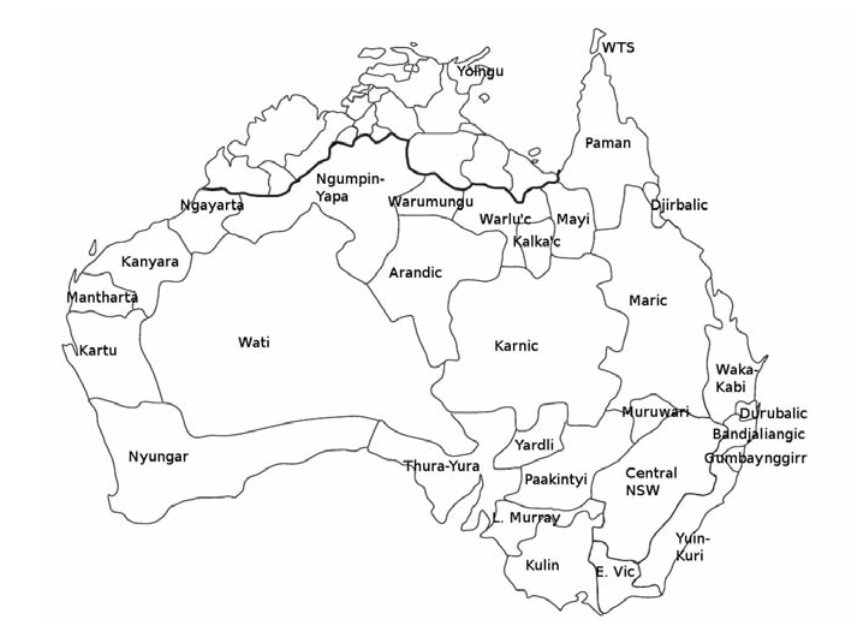 WTS
Yolngu
Paman
Ngumpin-
Yapa
Ngayarta
Warumungu
Djirbalic
Warlu'c
Mayi
Kalka'c
Kanyara
Arandic
Mantharta
Maric
Wati
Karnic
Kartu
Waka-
Kabi
Muruwari
Durubalic
Bandjaliangic
Yardli
Nyungar
Gumbaynggirr
Thura-Yura
Paakintyi
Central
NSW
L. Murray
Yuin-
Kuri
Kulin
E. Vic